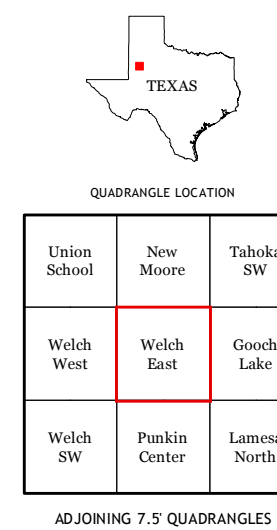 TEXAS
QUADRANGLE LOCATION
Union School
New Moore
Tahoka SW
Welch West
Welch East
Gooch Lake
Welch SW
Punkin Center
Lamesa North
ADJOINING 7.5' QUADRANGLES